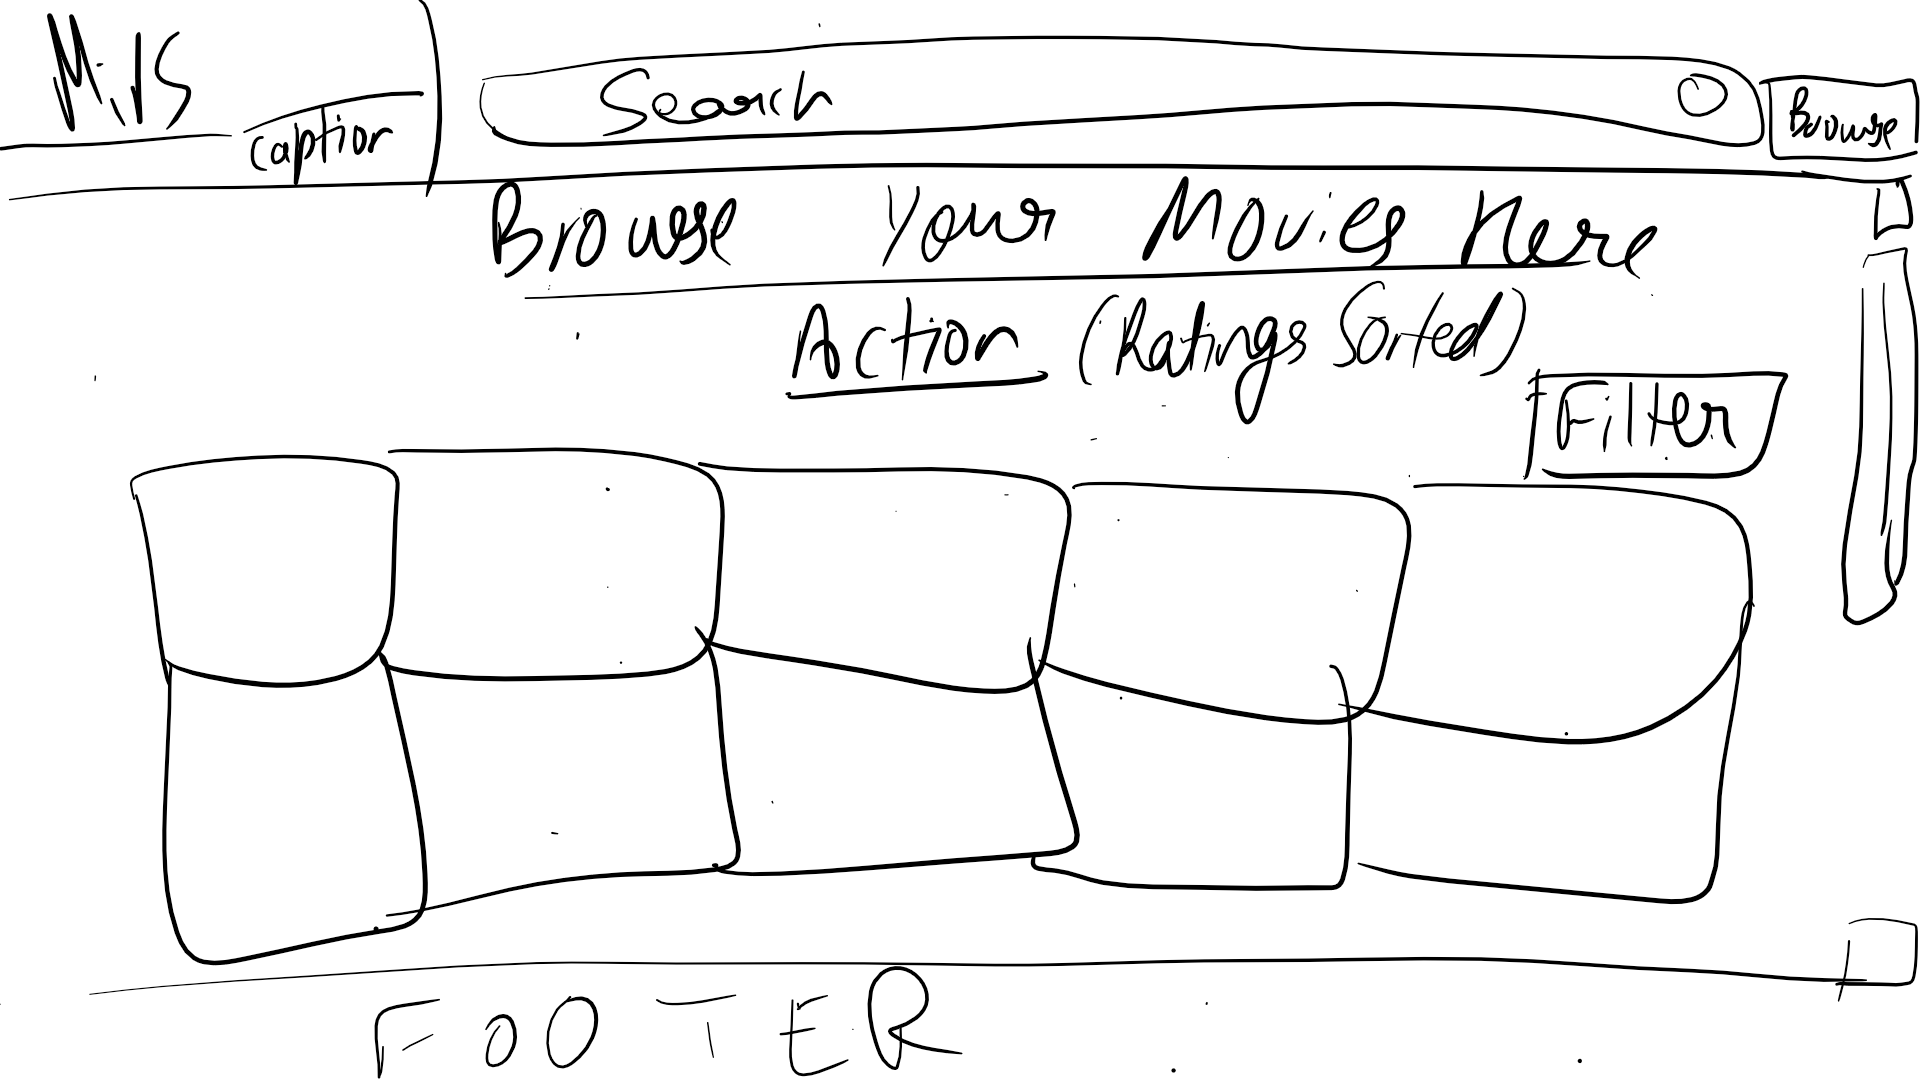 caption
Search
Browse
Browse Your Movies Here
Action (Ratings Sorted)
Filter
FOOTER